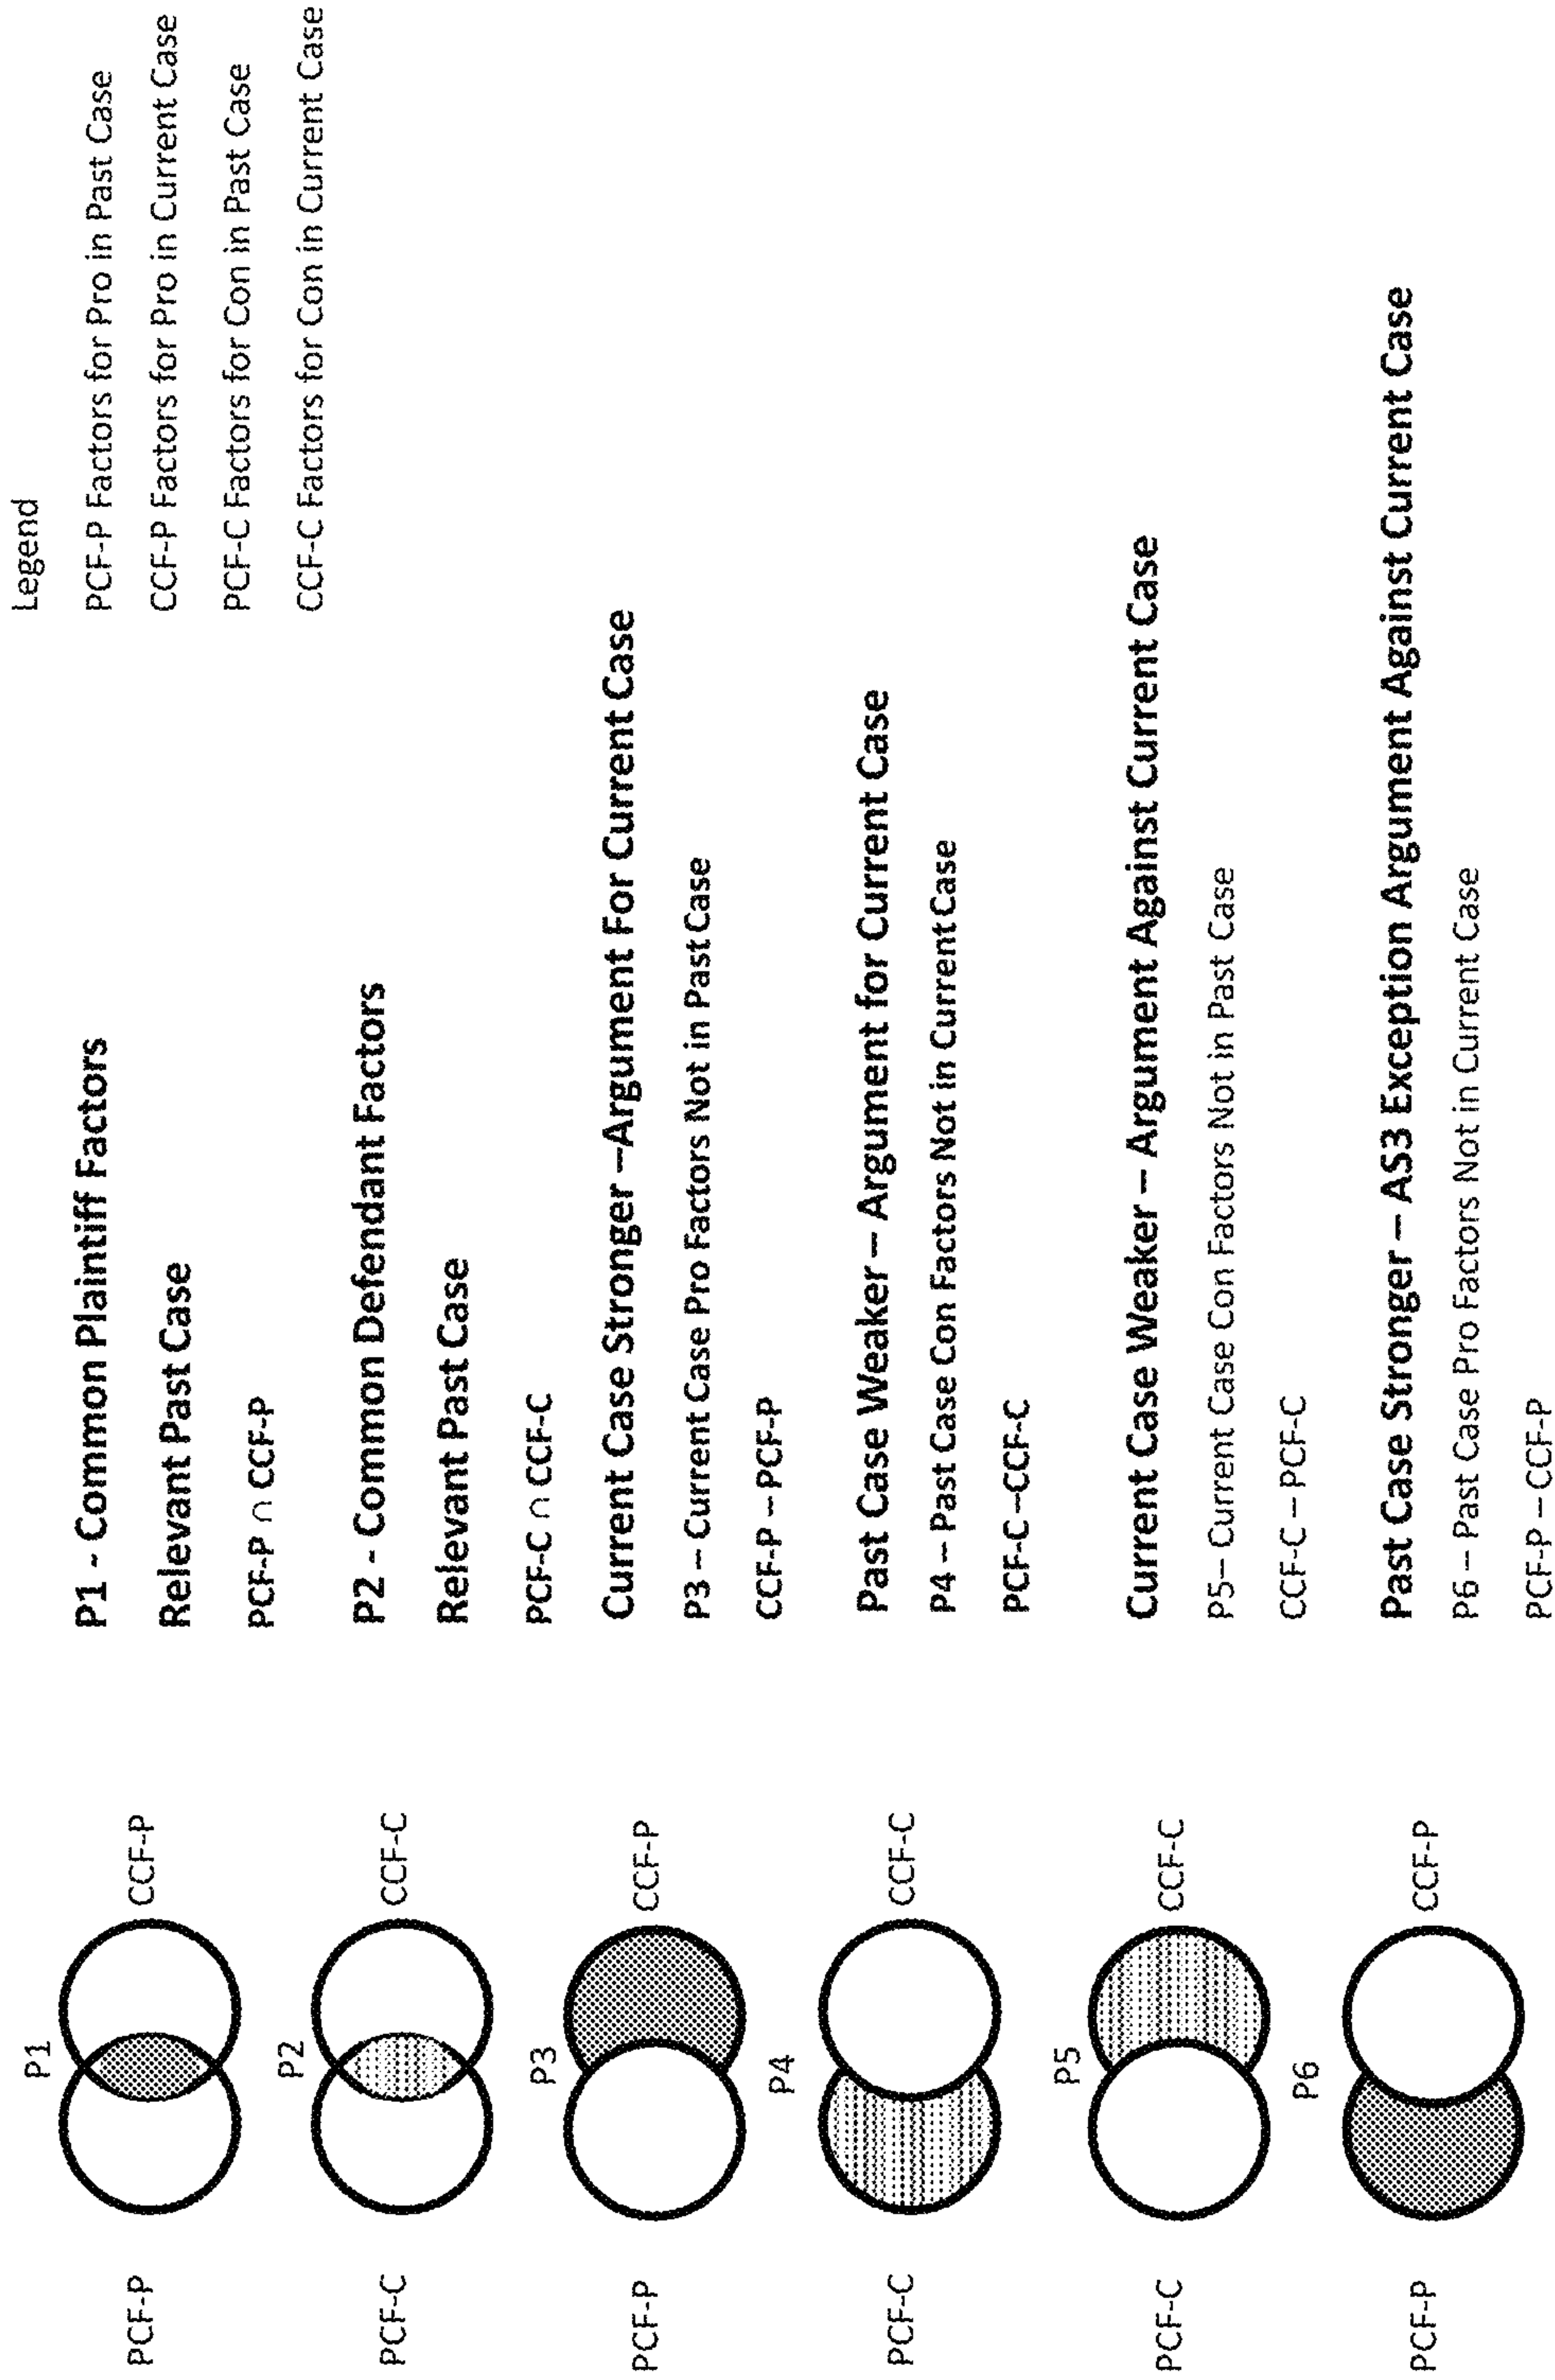 Legend
PCF-P Factors for Pro in Past Case
CCF-P Factors for Pro in Current Case
PCF-C Factors for Con in Past Case
CCF-C Factors for Con in Current Case
P1
PCF-P
CCF-P
P1 - Common Plaintiff Factors
Relevant Past Case
PCF-P ∩ CCF-P
P2
PCF-C
CCF-C
P2 - Common Defendant Factors
Relevant Past Case
PCF-C ∩ CCF-C
P3
PCF-P
CCF-P
Current Case Stronger –Argument For Current Case
P3 – Current Case Pro Factors Not in Past Case
CCF-P – PCF-P
P4
PCF-C
CCF-C
Past Case Weaker – Argument for Current Case
P4 – Past Case Con Factors Not in Current Case
PCF-C –CCF-C
P5
PCF-C
CCF-C
Current Case Weaker – Argument Against Current Case
P5– Current Case Con Factors Not in Past Case
CCF-C – PCF-C
P6
PCF-P
CCF-P
Past Case Stronger – AS3 Exception Argument Against Current Case
P6 – Past Case Pro Factors Not in Current Case
PCF-P – CCF-P